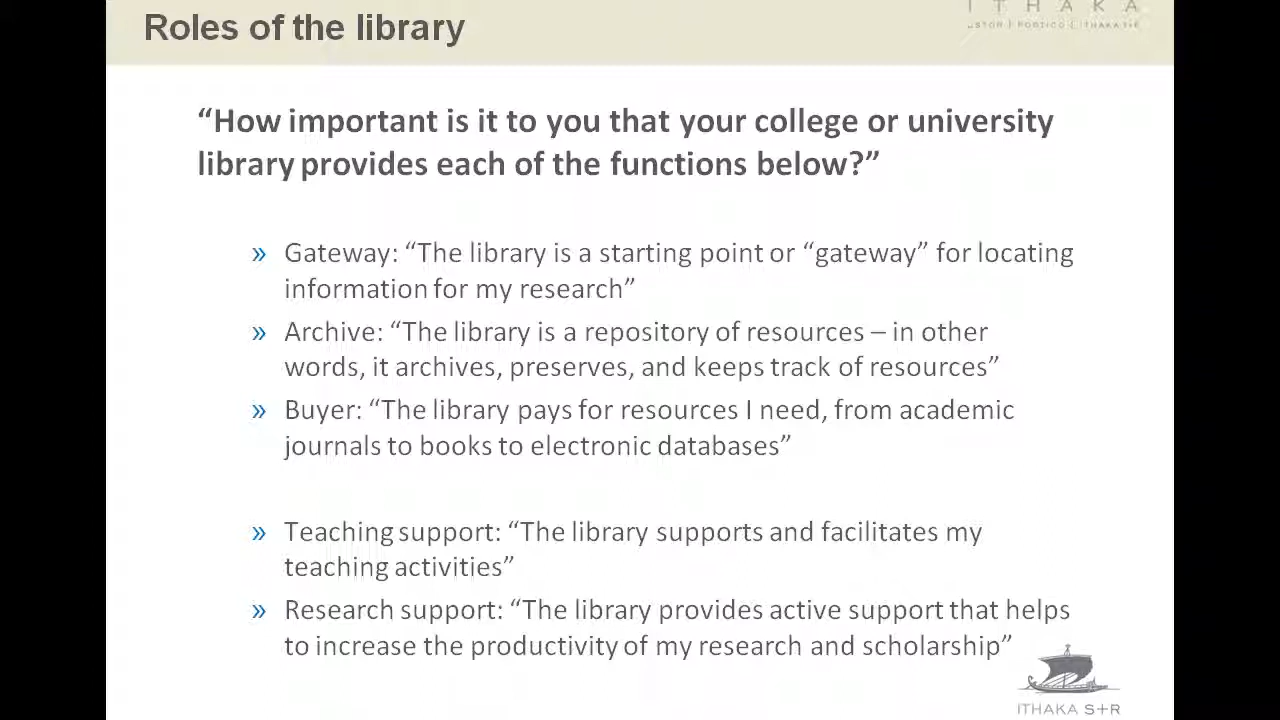 Roles of the library
ITHAKA
JSTOR | PORTICO | ITHAKA S+R
“How important is it to you that your college or university
library provides each of the functions below?”
» Gateway: “The library is a starting point or “gateway” for locating
information for my research”
» Archive: “The library is a repository of resources – in other
words, it archives, preserves, and keeps track of resources”
» Buyer: “The library pays for resources I need, from academic
journals to books to electronic databases”
» Teaching support: “The library supports and facilitates my
teaching activities”
» Research support: “The library provides active support that helps
to increase the productivity of my research and scholarship”
ITHAKA S+R